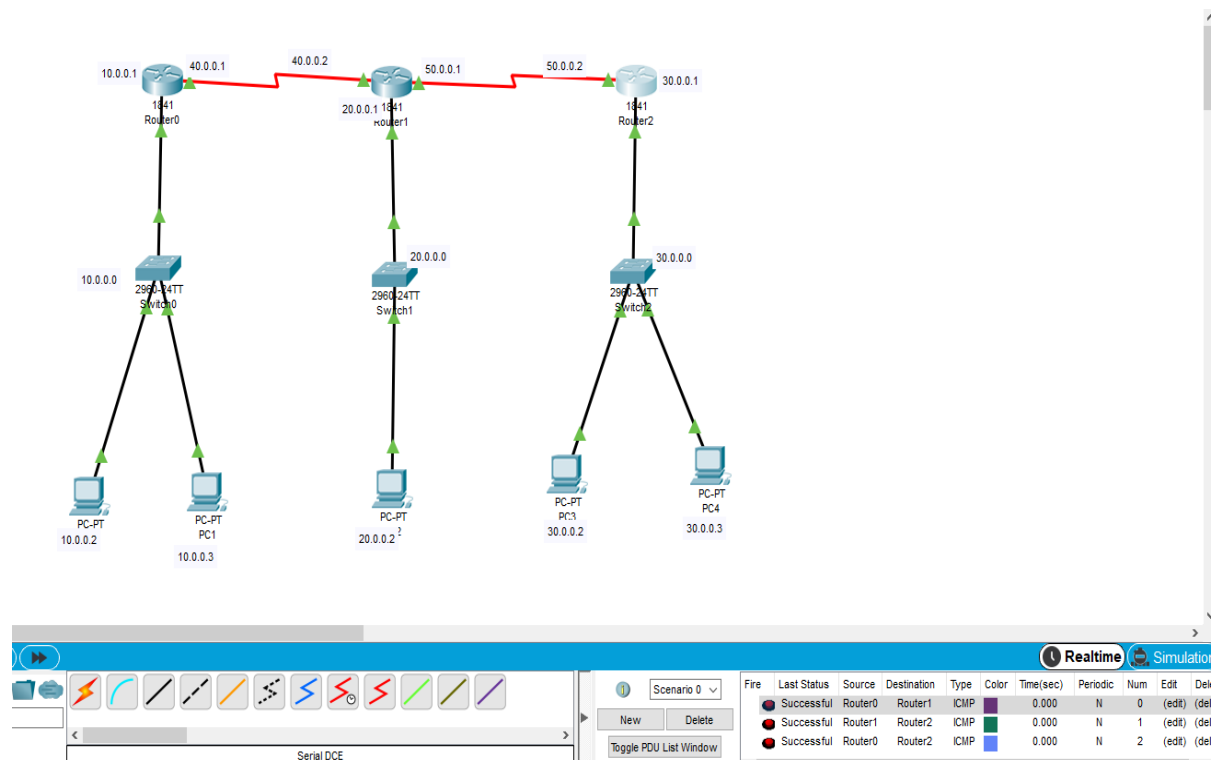 10.0.0.1
40.0.0.1
40.0.0.2
50.0.0.1
50.0.0.2
30.0.0.1
1841
Router0
20.0.0.1
1841
Router1
1841
Router2
10.0.0.0
2960-24TT
Switch0
20.0.0.0
2960-24TT
Switch1
30.0.0.0
2960-24TT
Switch2
PC-PT
10.0.0.2
PC-PT
PC1
10.0.0.3
PC-PT
20.0.0.2
PC-PT
PC3
30.0.0.2
PC-PT
PC4
30.0.0.3
Realtime
Simulation
Scenario 0
New Delete
Toggle PDU List Window
Serial DCE
Fire Last Status Source Destination Type Color Time(sec) Periodic Num Edit
Successful Router0 Router1 ICMP 0.000 N 0 (edit) (del
Successful Router1 Router2 ICMP 0.000 N 1 (edit) (del
Successful Router0 Router2 ICMP 0.000 N 2 (edit) (del